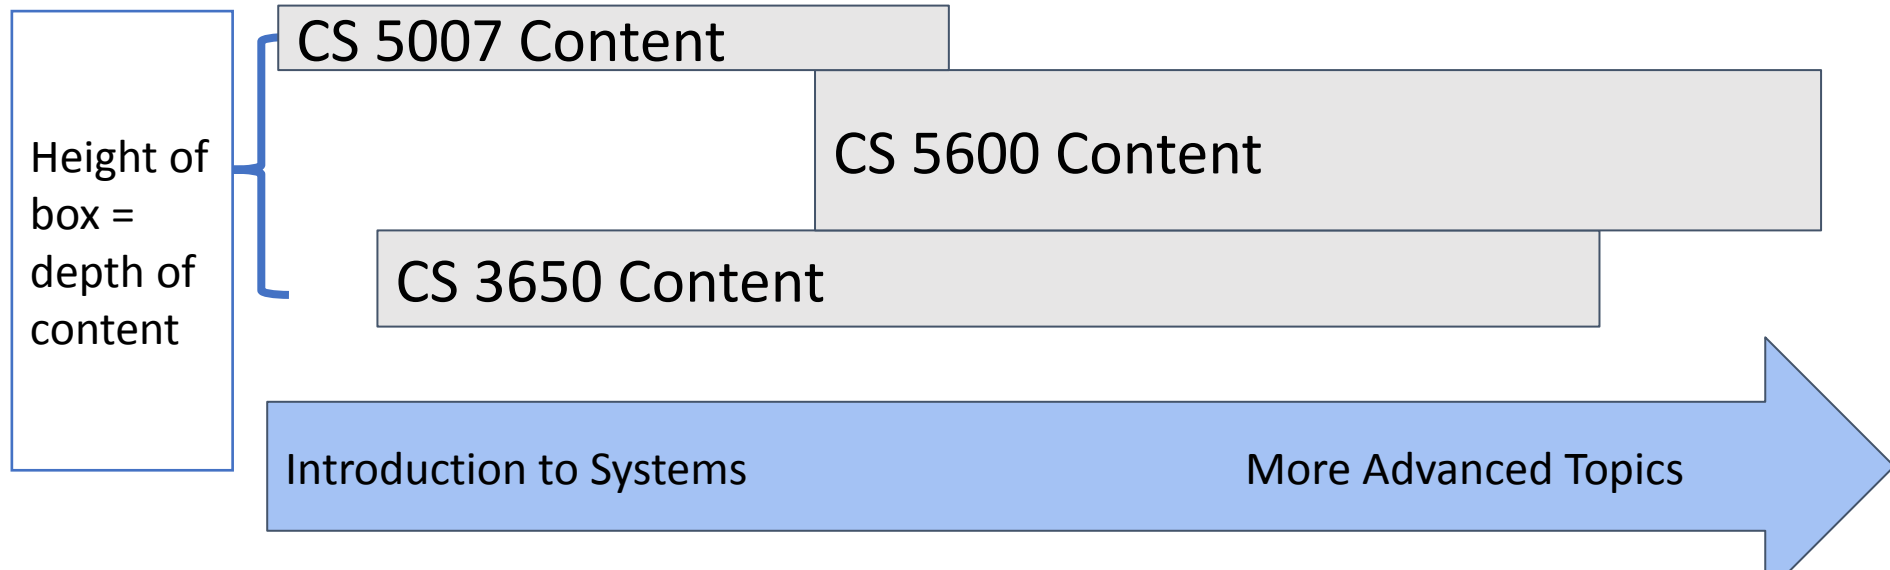 CS 5007 Content
Height of
box =
depth of
content
CS 5600 Content
CS 3650 Content
Introduction to Systems
More Advanced Topics